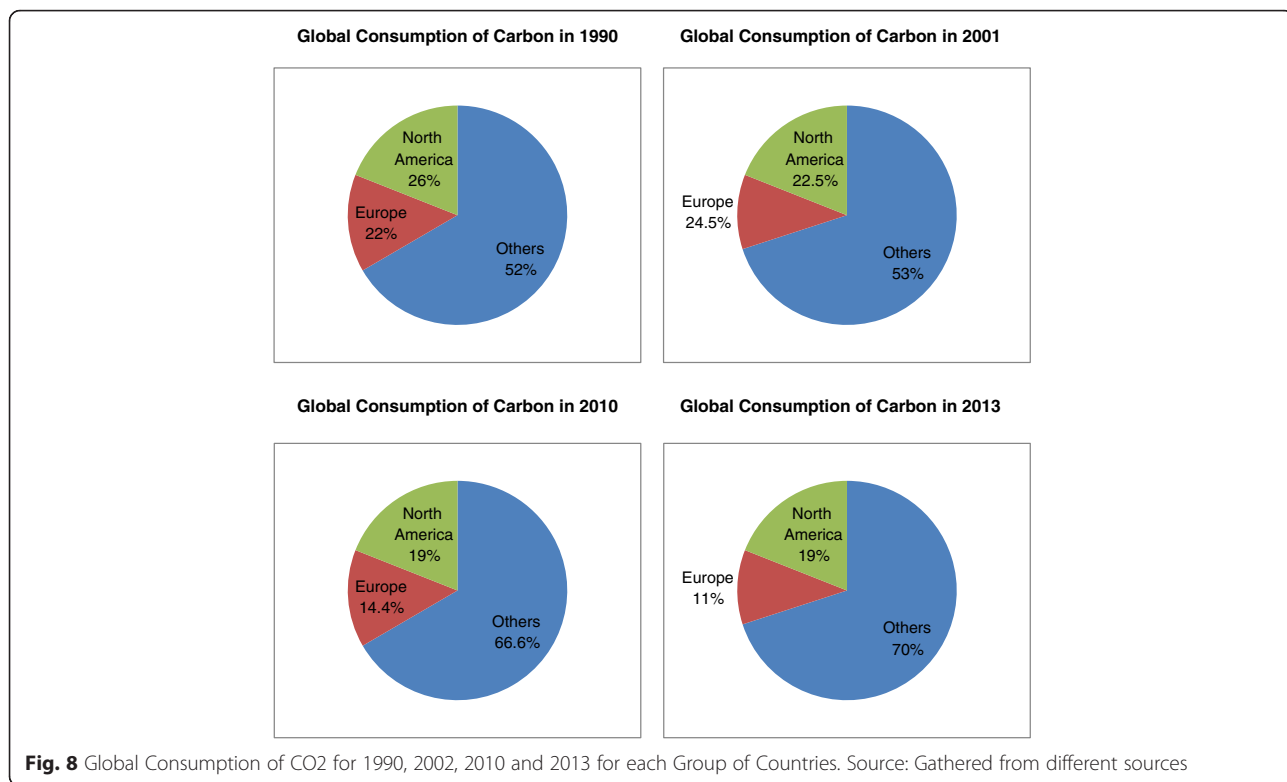 Global Consumption of Carbon in 1990
North
America
26%
Europe
22%
Others
52%
Global Consumption of Carbon in 2001
North
America
22.5%
Europe
24.5%
Others
53%
Global Consumption of Carbon in 2010
North
America
19%
Europe
14.4%
Others
66.6%
Global Consumption of Carbon in 2013
North
America
19%
Europe
11%
Others
70%
Fig. 8 Global Consumption of CO2 for 1990, 2002, 2010 and 2013 for each Group of Countries. Source: Gathered from different sources